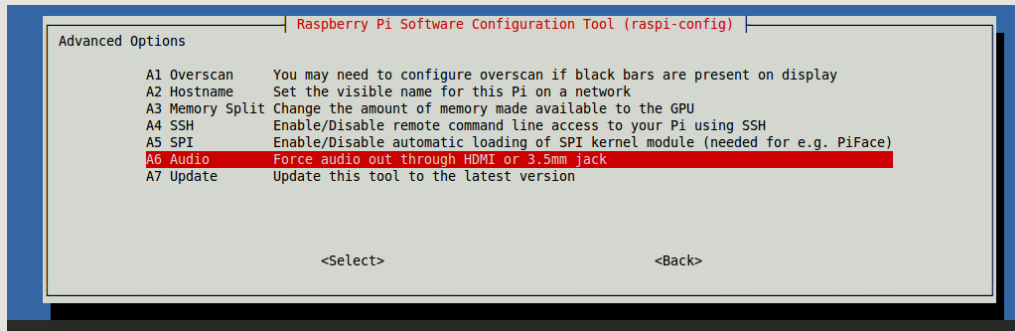 Raspberry Pi Software Configuration Tool (raspi-config)
Advanced Options
A1 Overscan You may need to configure overscan if black bars are present on display
A2 Hostname Set the visible name for this Pi on a network
A3 Memory Split Change the amount of memory made available to the GPU
A4 SSH Enable/Disable remote command line access to your Pi using SSH
A5 SPI Enable/Disable automatic loading of SPI kernel module (needed for e.g. PiFace)
A6 Audio Force audio out through HDMI or 3.5mm jack
A7 Update Update this tool to the latest version
<Select> <Back>